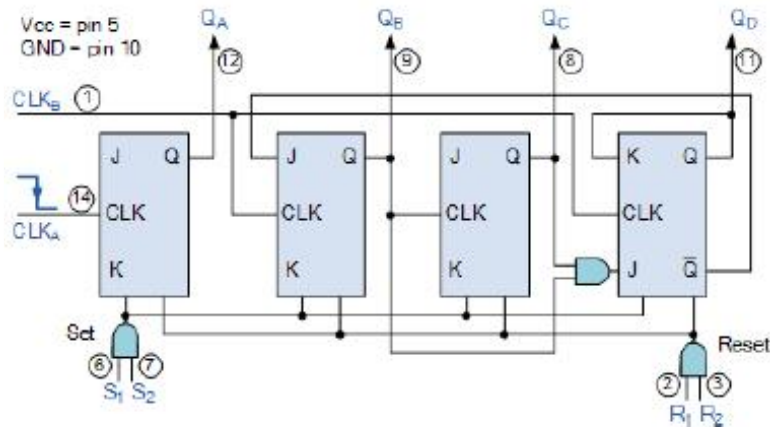 Vcc = pin 5
GND = pin 10
QA QB QC QD
12 9 8 11
CLKB 1
J Q J Q J Q K Q
14 CLK CLK CLK CLK
CLKA
K K K J Q̅
Set Reset
6 7 2 3
S1 S2 R1 R2